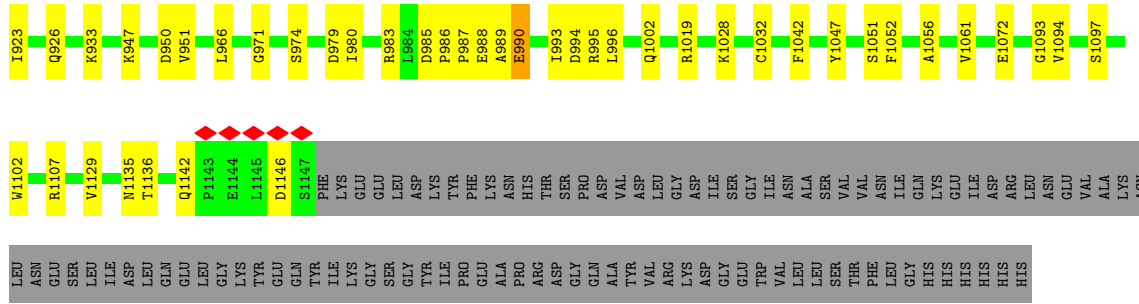 I923 Q926 K933 K947 D950 V951 L966 G971 S974 D979 I980 R983 L984 D985 P986 P987 E988 A989 E990 I993 D994 R995 L996 Q1002 R1019 K1028 C1032 F1042 Y1047 S1051 F1052 A1056 V1061 E1072 G1093 V1094 S1097
W1102 R1107 V1129 N1135 T1136 Q1142 P1143 E1144 L1145 D1146 S1147 PHE LYS GLU GLU LEU ASP LYS TYR PHE LYS ASN HIS THR SER PRO ASP VAL ASP LEU GLY ASP ILE SER GLY ILE ASN ALA SER VAL VAL ASN ILE GLN LYS GLU ILE ASP ARG LEU ASN GLU VAL ALA LYS
LEU ASN GLU SER LEU ILE ASP LEU GLN GLU LEU GLY LYS TYR GLU GLN TYR ILE LYS GLY SER GLY TYR ILE PRO GLU ALA PRO ARG ASP GLY GLN ALA TYR VAL ARG LYS ASP GLY GLU TRP VAL LEU LEU SER THR PHE LEU GLY HIS HIS HIS HIS HIS HIS